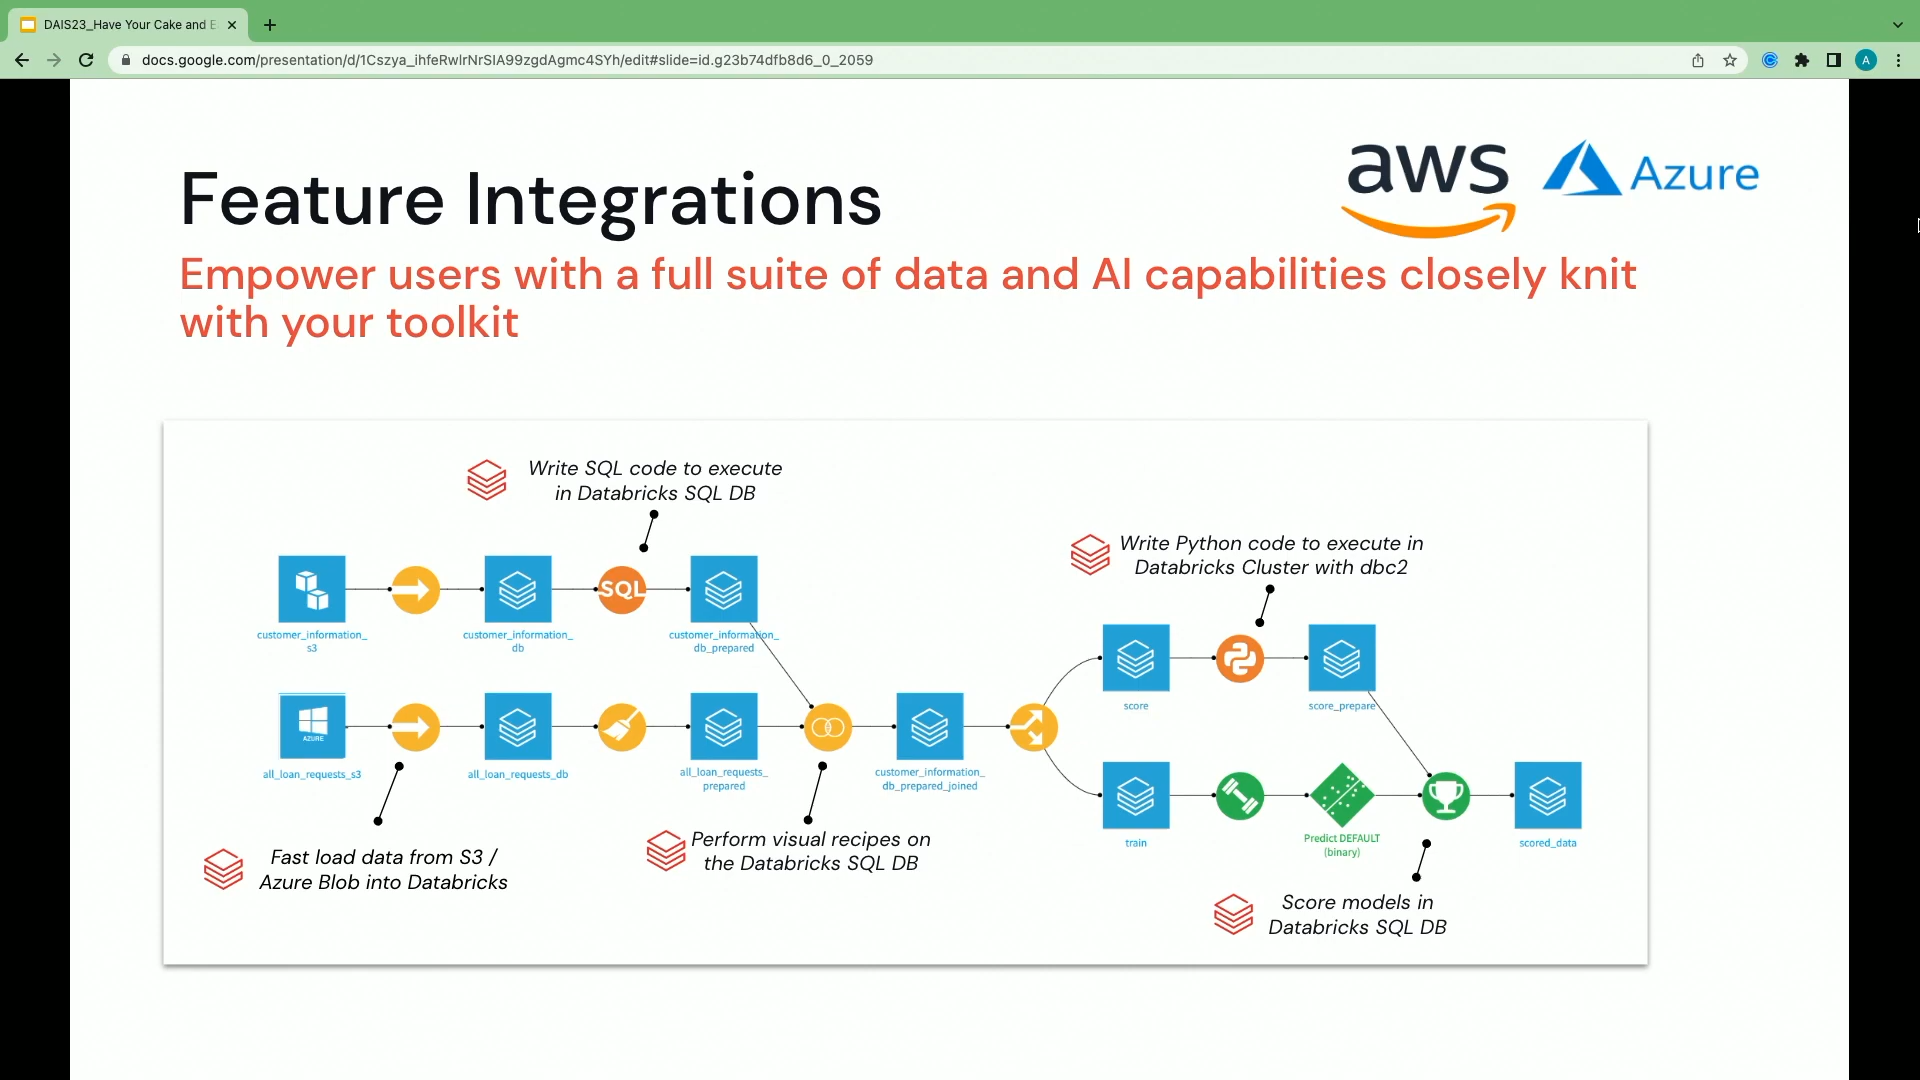 DAIS23_Have Your Cake and E
docs.google.com/presentation/d/1Cszya_ihfeRwlrNrSIA99zgdAgmc4SYh/edit#slide=id.g23b74dfb8d6_0_2059
A
Feature Integrations
aws
Azure
Empower users with a full suite of data and AI capabilities closely knit
with your toolkit
Write SQL code to execute
in Databricks SQL DB
Write Python code to execute in
Databricks Cluster with dbc2
SQL
customer_information_
s3
customer_information_
db
customer_information_
db_prepared
score
score_prepare
AZURE
all_loan_requests_s3
all_loan_requests_db
all_loan_requests_
prepared
customer_information_
db_prepared_joined
train
Predict DEFAULT
(binary)
scored_data
Fast load data from S3 /
Azure Blob into Databricks
Perform visual recipes on
the Databricks SQL DB
Score models in
Databricks SQL DB